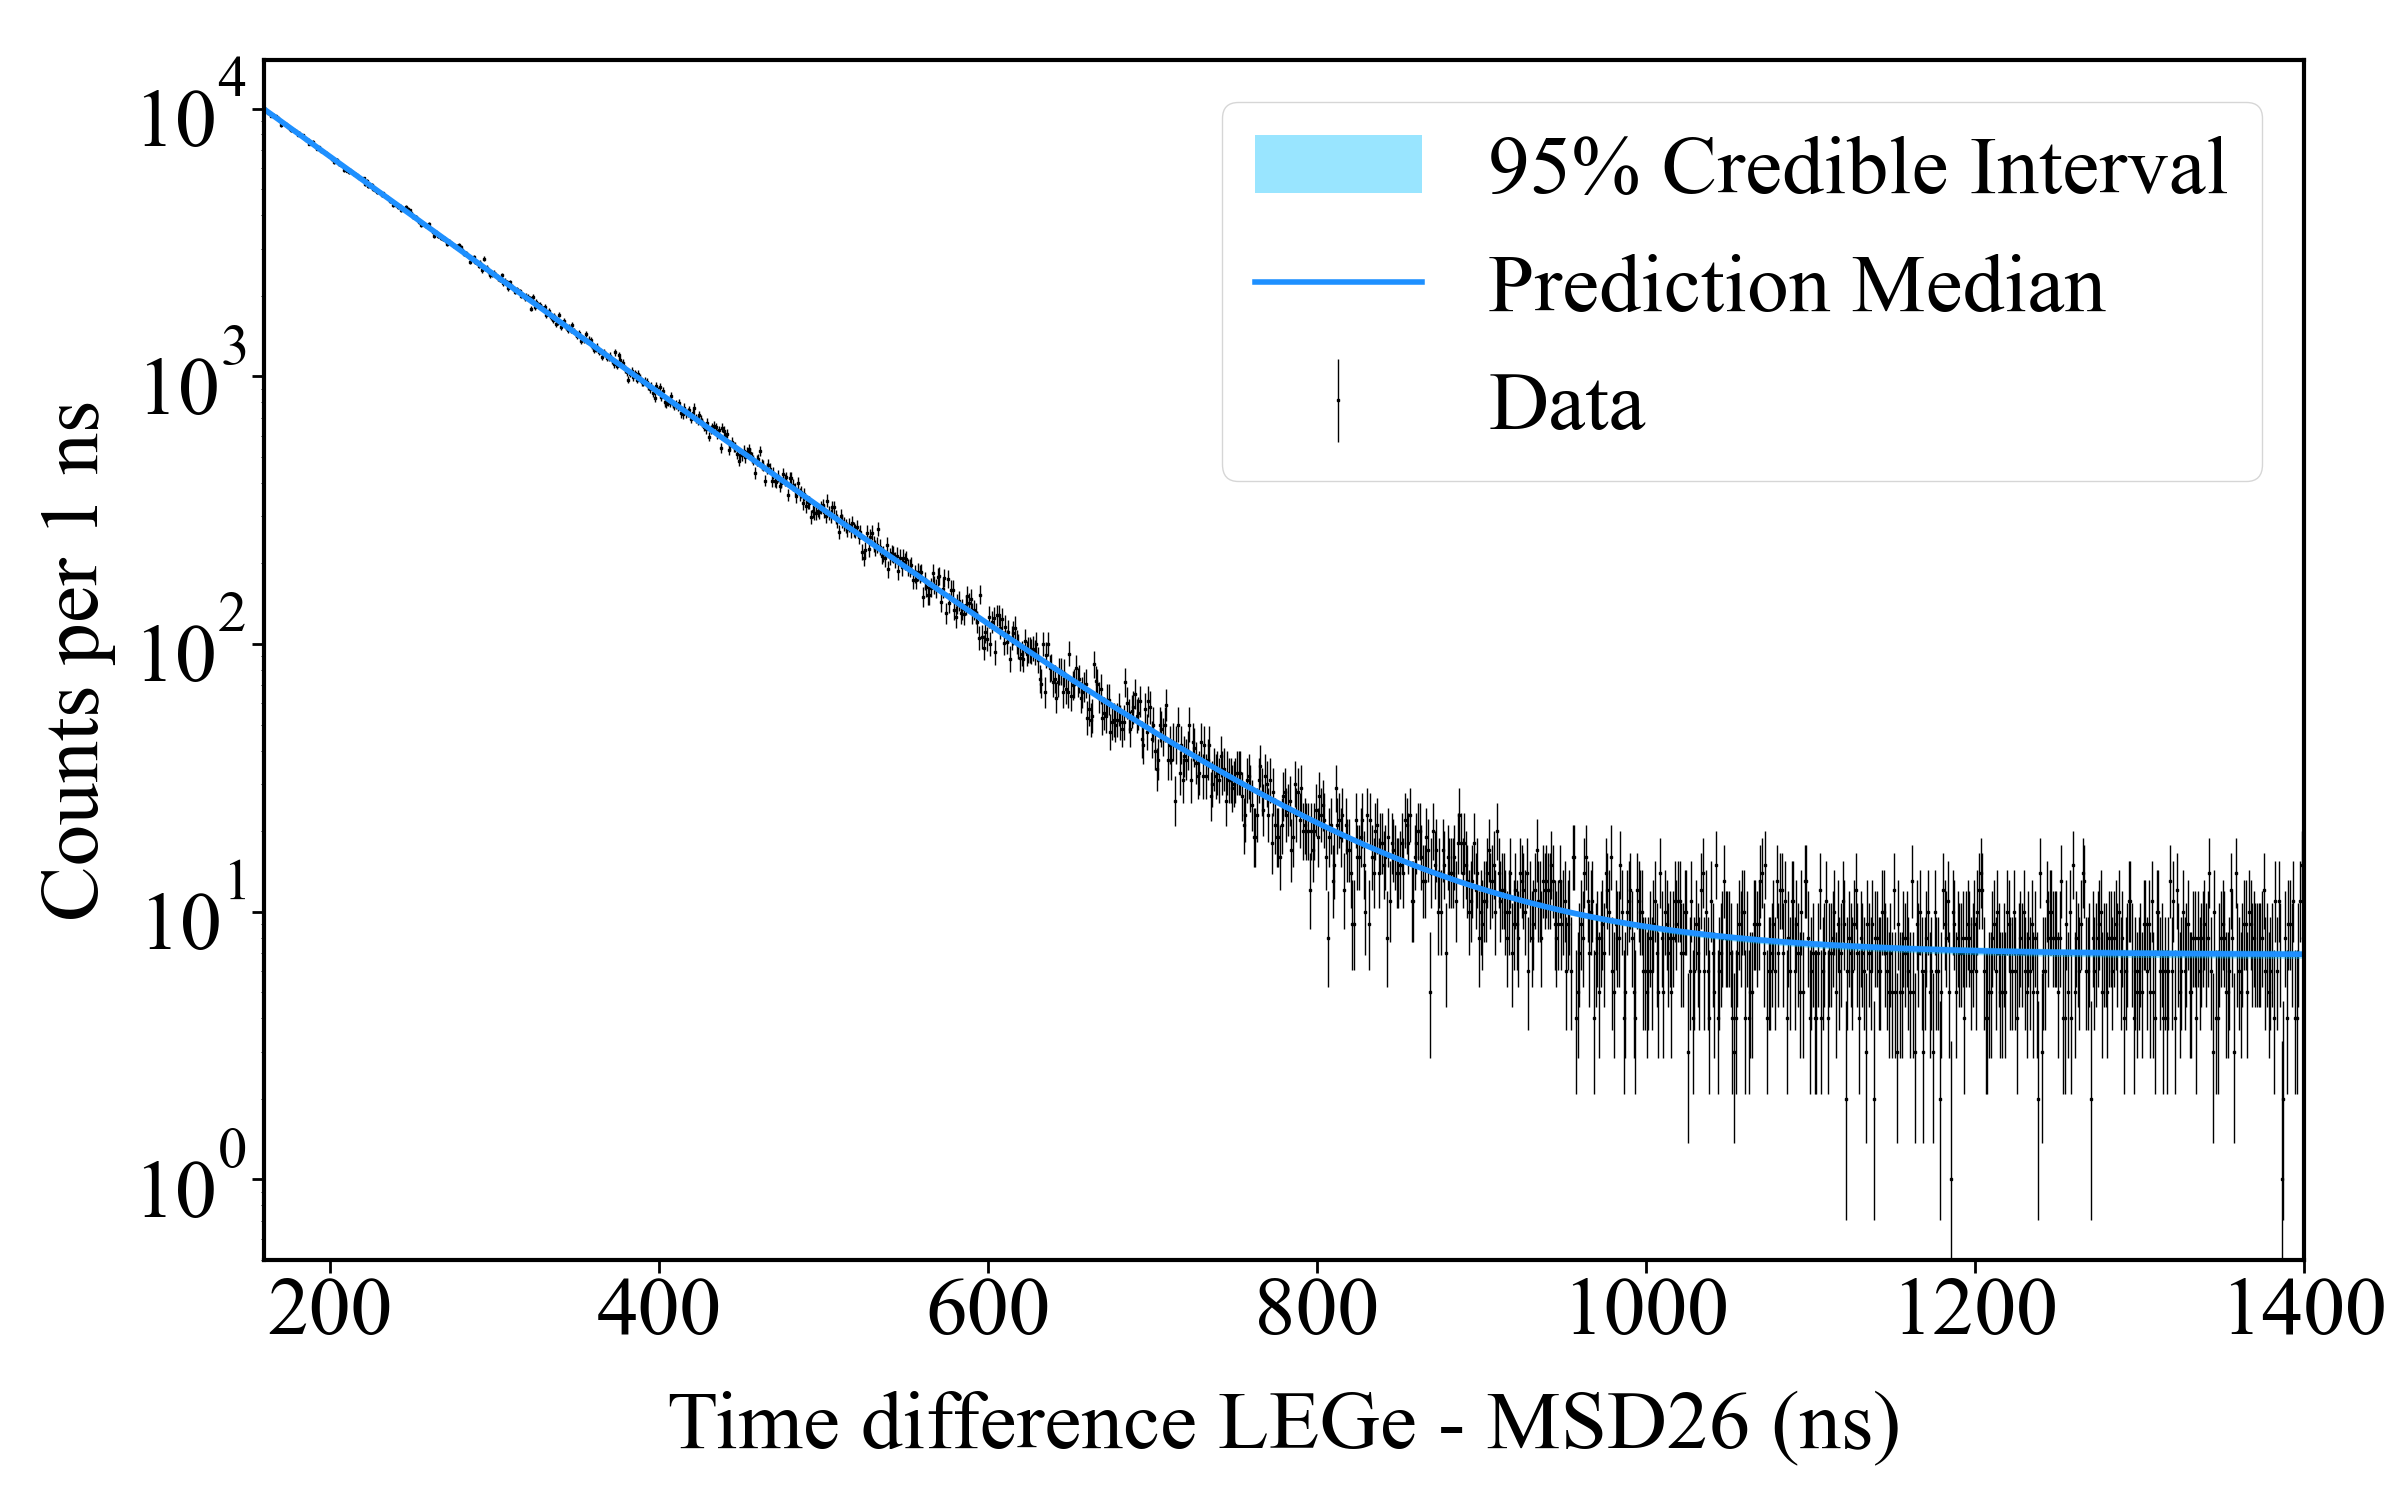 10^4
10^3
10^2
10^1
10^0
Counts per 1 ns
95% Credible Interval
Prediction Median
Data
200 400 600 800 1000 1200 1400
Time difference LEGe - MSD26 (ns)